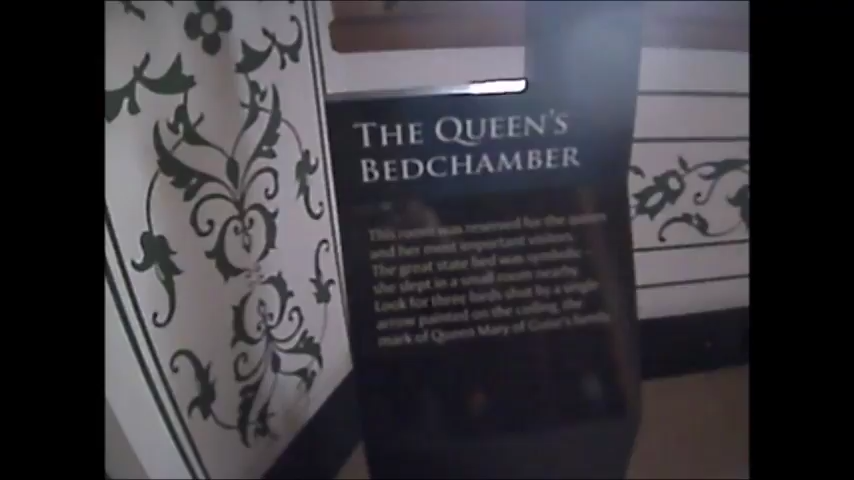 THE QUEEN'S
BEDCHAMBER
This room was reserved for the queen
and her most important visitors.
The great state bed was symbolic
she slept in a small room nearby.
Look for three birds shot by a single
arrow painted on the ceiling, the
mark of Queen Mary of Guise's family.